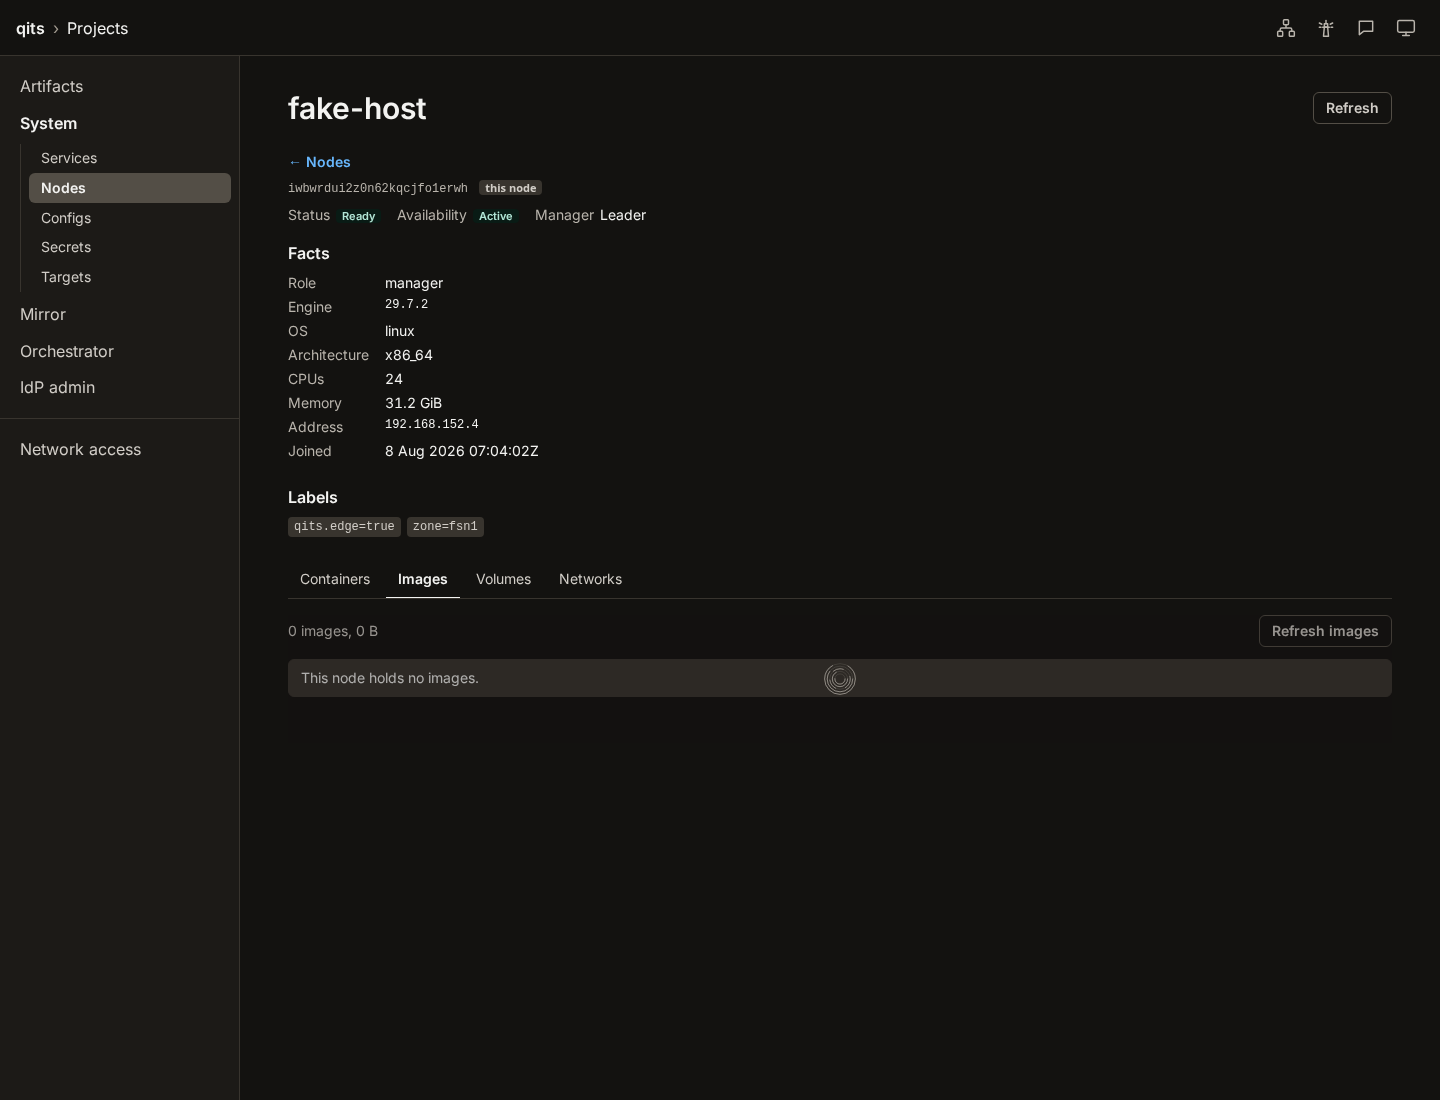 qits › Projects
Artifacts
System
Services
Nodes
Configs
Secrets
Targets
Mirror
Orchestrator
IdP admin
Network access
fake-host
Refresh
← Nodes
iwbwrdui2z0n62kqcjfo1erwh this node
Status Ready Availability Active Manager Leader
Facts
Role manager
Engine 29.7.2
OS linux
Architecture x86_64
CPUs 24
Memory 31.2 GiB
Address 192.168.152.4
Joined 8 Aug 2026 07:04:02Z
Labels
qits.edge=true zone=fsn1
Containers Images Volumes Networks
0 images, 0 B
Refresh images
This node holds no images.